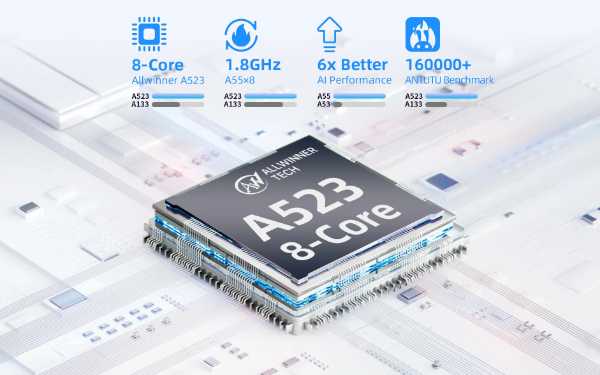 8-Core
Allwinner A523
A523
A133
1.8GHz
A55×8
A523
A133
6x Better
AI Performance
A55
A53
160000+
ANTUTU Benchmark
A523
A133
AW ALLWINNER
TECH
A523
8-Core